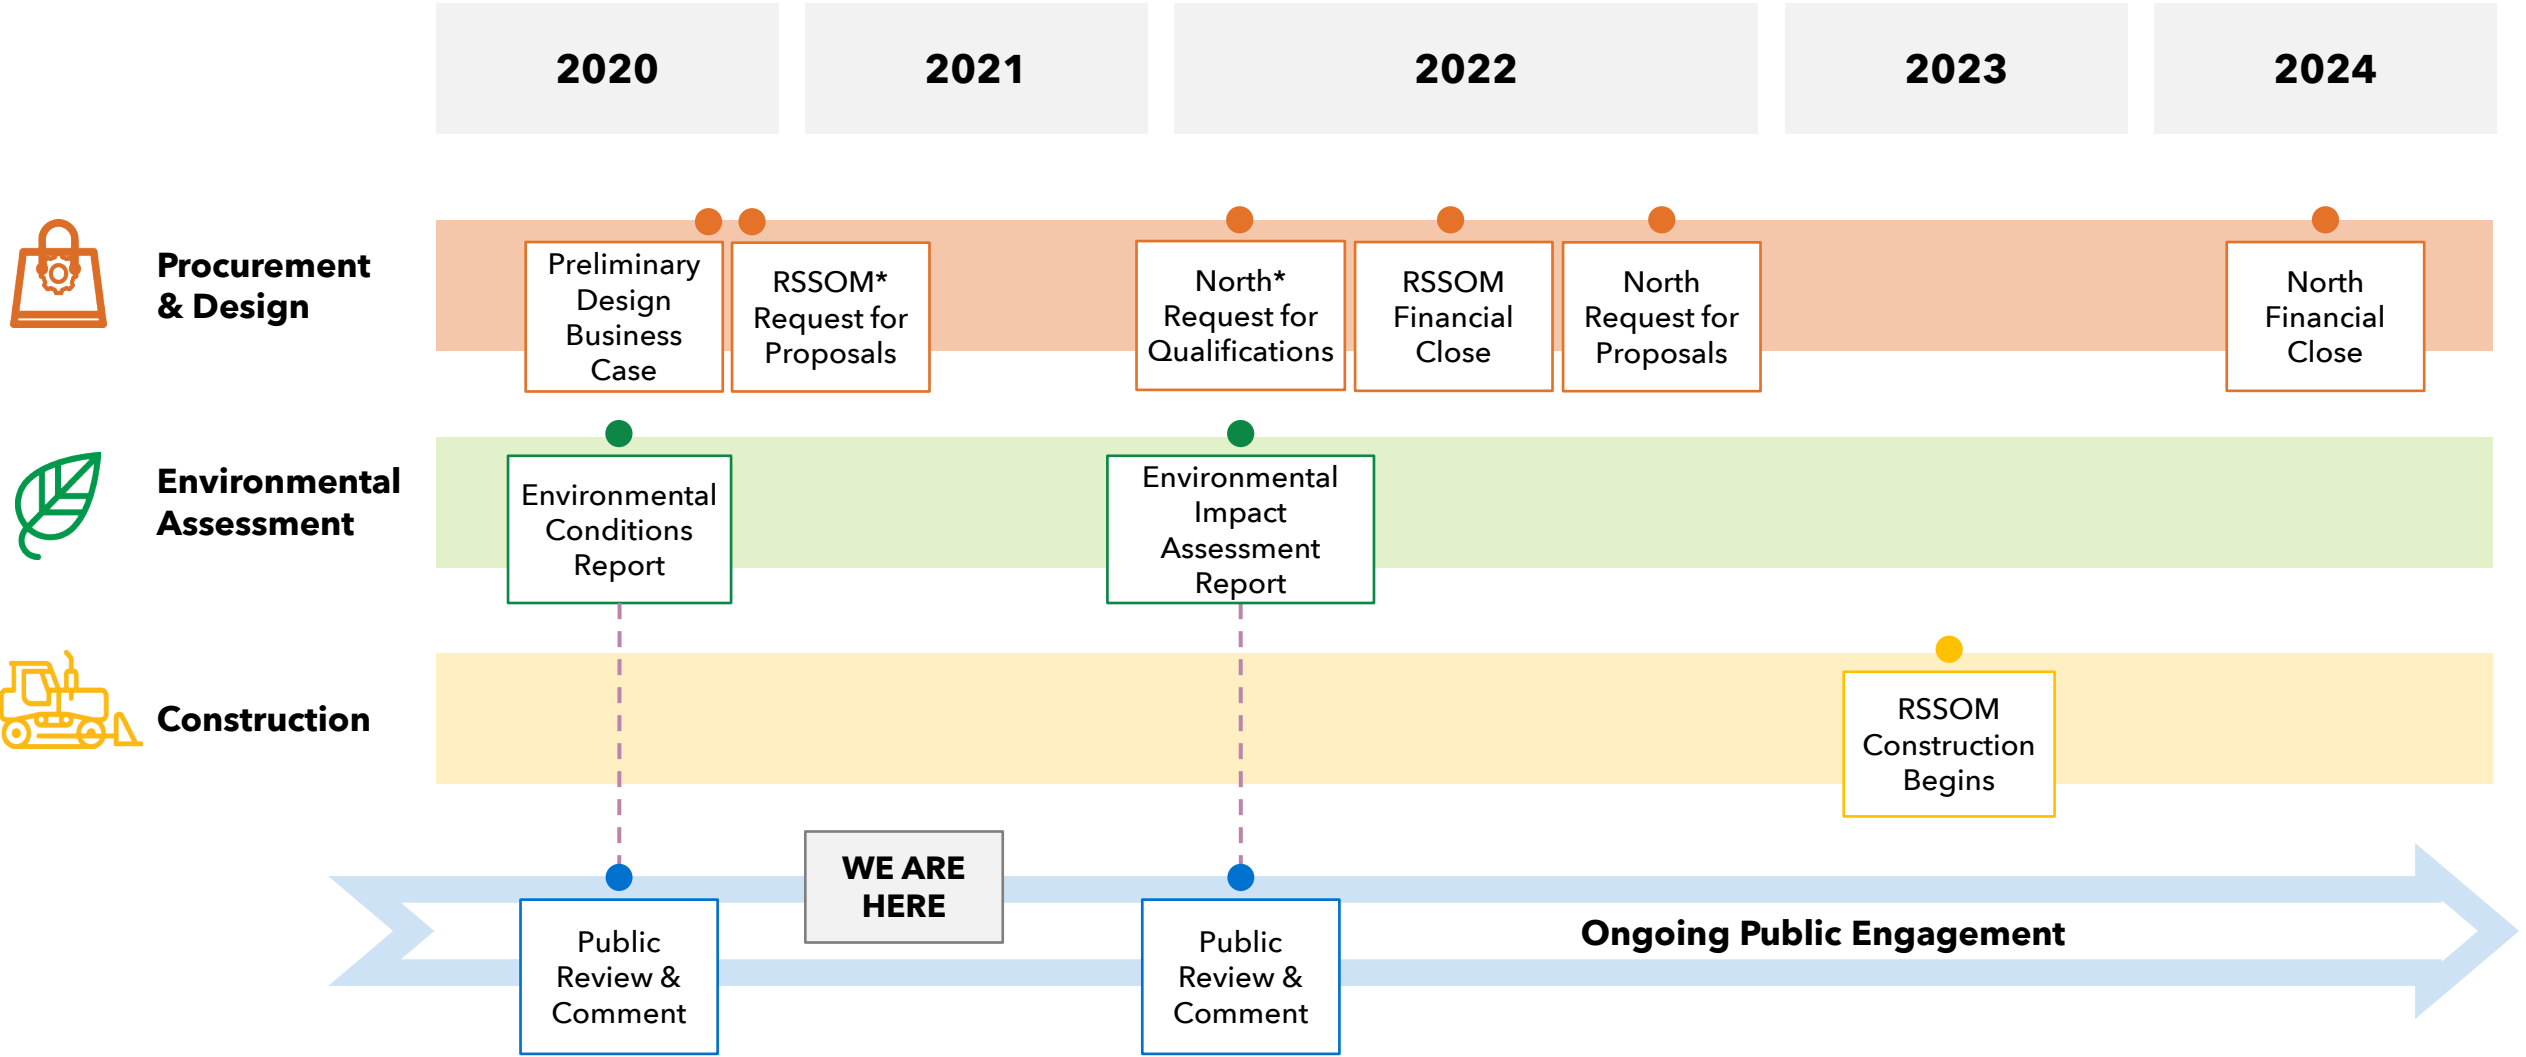 2020
2021
2022
2023
2024
Procurement
& Design
Preliminary
Design
Business
Case
RSSOM*
Request for
Proposals
North*
Request for
Qualifications
RSSOM
Financial
Close
North
Request for
Proposals
North
Financial
Close
Environmental
Assessment
Environmental
Conditions
Report
Environmental
Impact
Assessment
Report
Construction
RSSOM
Construction
Begins
WE ARE
HERE
Public
Review &
Comment
Public
Review &
Comment
Ongoing Public Engagement